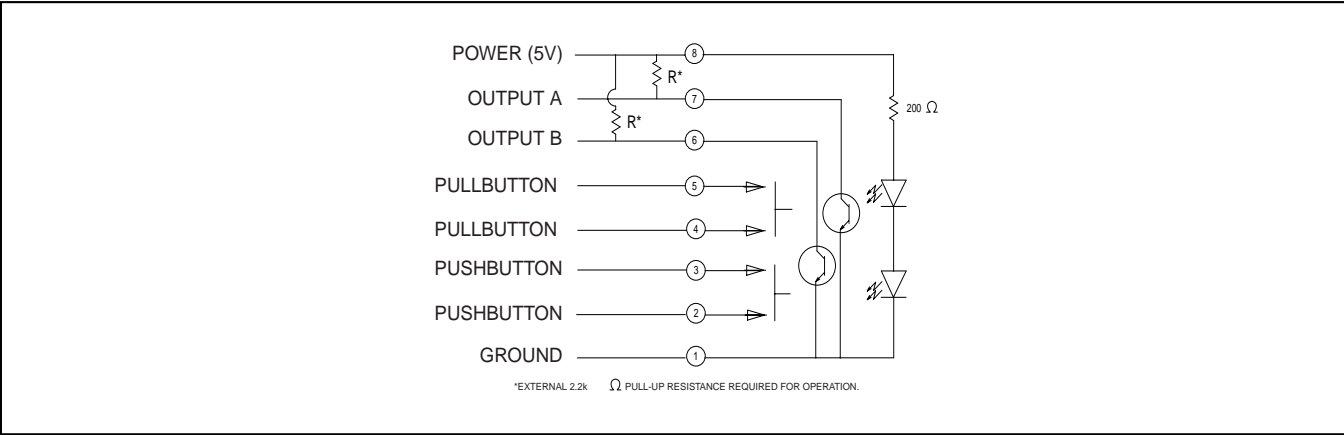 POWER (5V) 8
R*
OUTPUT A 7
200 Ω
R*
OUTPUT B 6
PULLBUTTON 5
PULLBUTTON 4
PUSHBUTTON 3
PUSHBUTTON 2
GROUND 1
*EXTERNAL 2.2k Ω PULL-UP RESISTANCE REQUIRED FOR OPERATION.